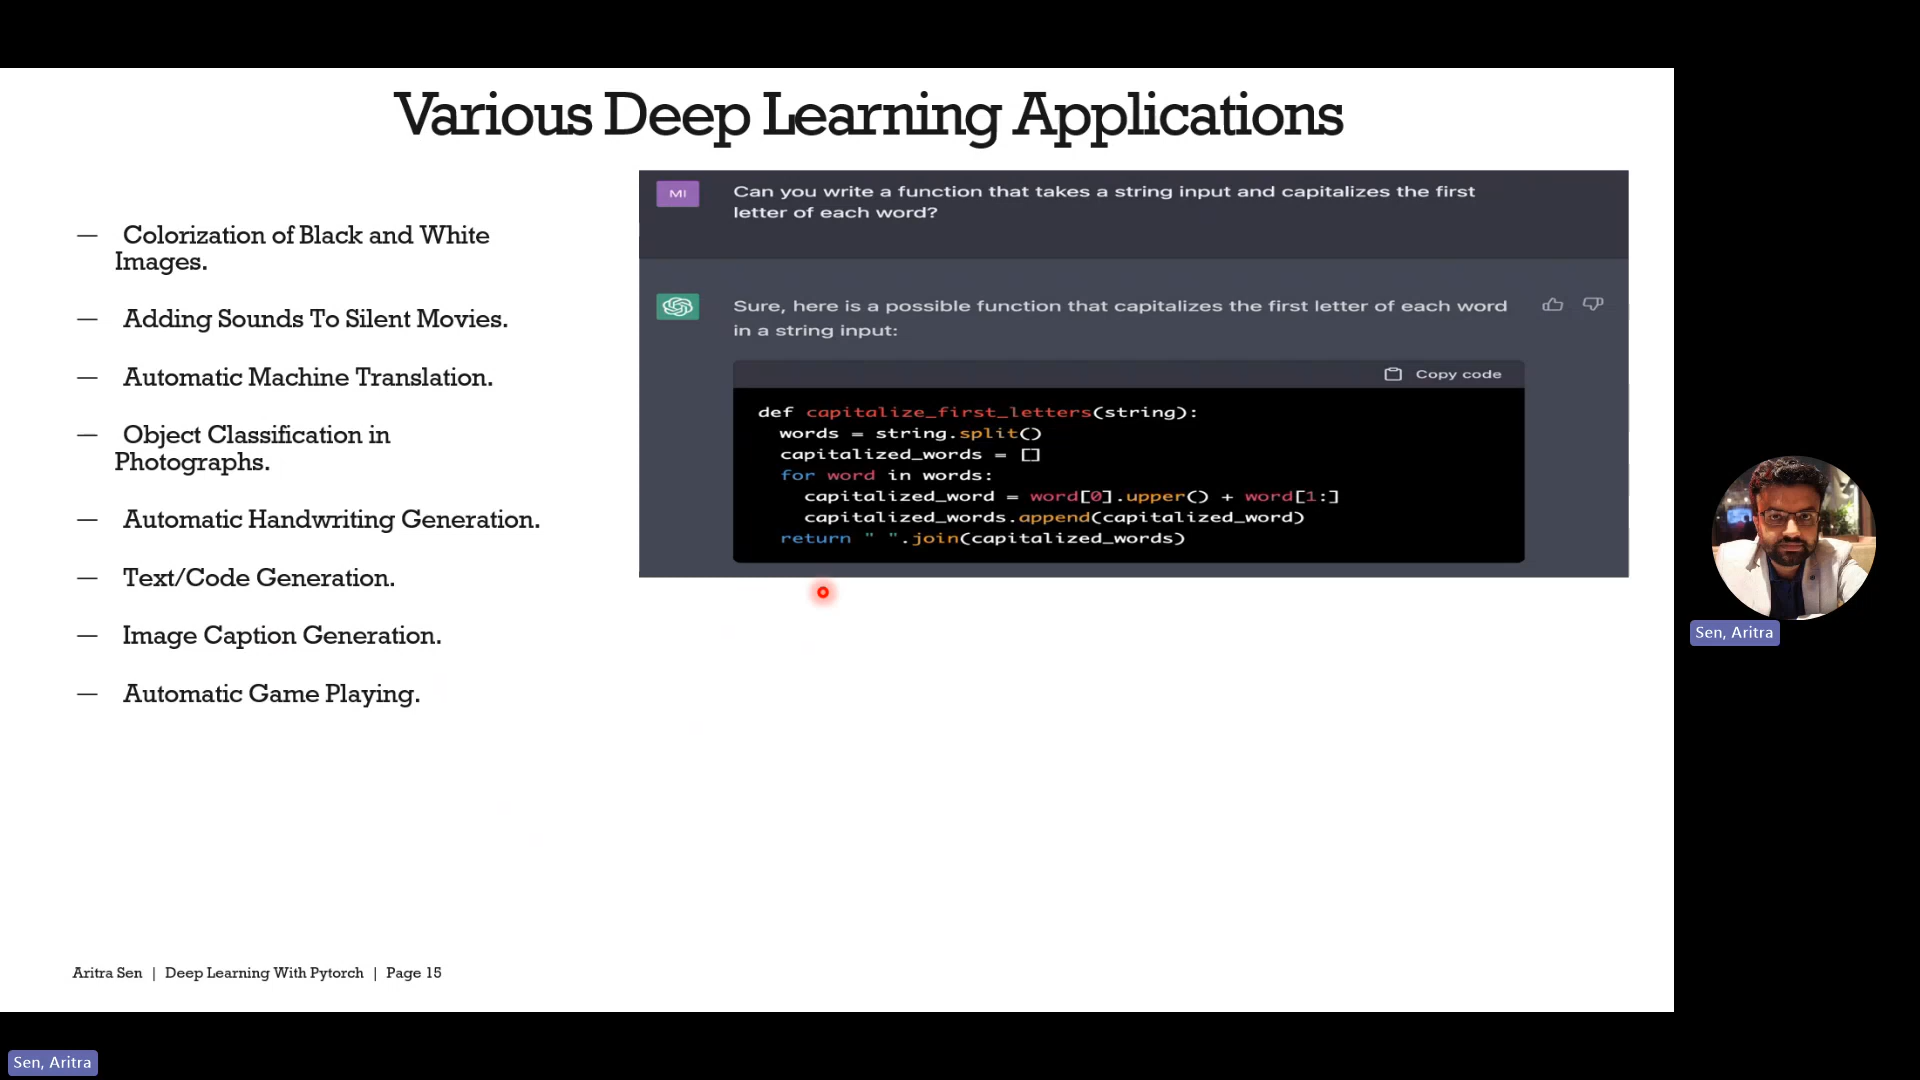 Various Deep Learning Applications
— Colorization of Black and White
Images.
— Adding Sounds To Silent Movies.
— Automatic Machine Translation.
— Object Classification in
Photographs.
— Automatic Handwriting Generation.
— Text/Code Generation.
— Image Caption Generation.
— Automatic Game Playing.
MI
Can you write a function that takes a string input and capitalizes the first
letter of each word?
Sure, here is a possible function that capitalizes the first letter of each word
in a string input:
Copy code
def capitalize_first_letters(string):
  words = string.split()
  capitalized_words = []
  for word in words:
    capitalized_word = word[0].upper() + word[1:]
    capitalized_words.append(capitalized_word)
  return " ".join(capitalized_words)
Aritra Sen | Deep Learning With Pytorch | Page 15
Sen, Aritra
Sen, Aritra